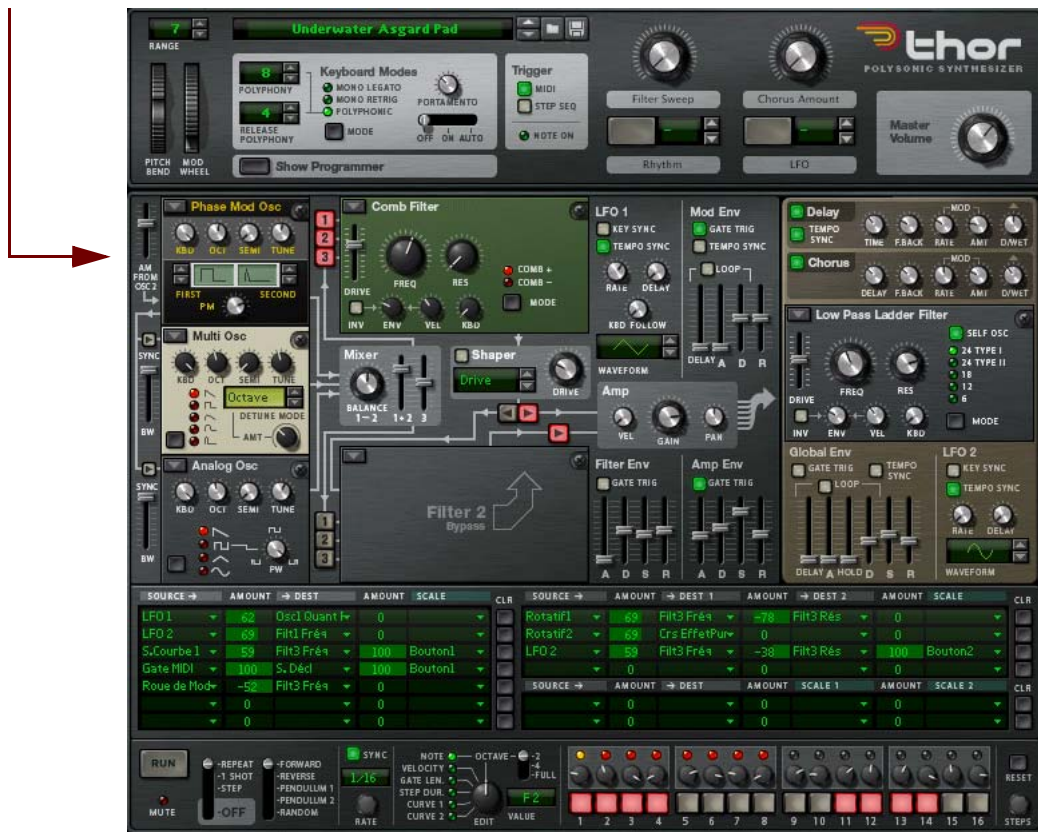 7
RANGE
Underwater Asgard Pad
8
POLYPHONY
4
RELEASE
POLYPHONY
Keyboard Modes
MONO LEGATO
MONO RETRIG
POLYPHONIC
MODE
PORTAMENTO
OFF ON AUTO
Trigger
MIDI
STEP SEQ
NOTE ON
Filter Sweep
Chorus Amount
Rhythm
LFO
thor
POLYSONIC SYNTHESIZER
Master
Volume
PITCH
BEND
MOD
WHEEL
Show Programmer
AM
FROM
OSC 2
SYNC
BW
SYNC
BW
Phase Mod Osc
KBD OCT SEMI TUNE
FIRST
SECOND
PM
Multi Osc
KBD OCT SEMI TUNE
Octave
DETUNE MODE
AMT
Analog Osc
KBD OCT SEMI TUNE
PW
1
2
3
Comb Filter
DRIVE
FREQ
RES
COMB +
COMB −
MODE
INV ENV VEL KBD
Mixer
BALANCE
1−2 1+2 3
Shaper
Drive
DRIVE
1
2
3
Filter 2
Bypass
LFO 1
KEY SYNC
TEMPO SYNC
RATE DELAY
KBD FOLLOW
WAVEFORM
Mod Env
GATE TRIG
TEMPO SYNC
LOOP
DELAY A D R
Amp
VEL GAIN PAN
Filter Env
GATE TRIG
A D S R
Amp Env
GATE TRIG
A D S R
Delay
TEMPO
SYNC
MOD
TIME F.BACK RATE AMT D/WET
Chorus
MOD
DELAY F.BACK RATE AMT D/WET
Low Pass Ladder Filter
DRIVE
FREQ
RES
SELF OSC
24 TYPE I
24 TYPE II
18
12
6
MODE
INV ENV VEL KBD
Global Env
GATE TRIG
TEMPO
SYNC
LOOP
DELAY A HOLD D S R
LFO 2
KEY SYNC
TEMPO SYNC
RATE DELAY
WAVEFORM
SOURCE → AMOUNT → DEST AMOUNT SCALE CLR
LFO 1 62 Osc1 Quant 0
LFO 2 69 Filt1 Fréq 0
S.Courbe 1 59 Filt3 Fréq 100 Bouton1
Gate MIDI 100 S. Décl 100 Bouton1
Roue de Mod -52 Filt3 Fréq 0
0 0
0 0
SOURCE → AMOUNT → DEST 1 AMOUNT → DEST 2 AMOUNT SCALE CLR
Rotatif1 69 Filt3 Fréq -78 Filt3 Rés 0
Rotatif2 69 Crs EffetPur 0 0
LFO 2 59 Filt3 Fréq -38 Filt3 Rés 100 Bouton2
0 0 0
SOURCE → AMOUNT → DEST AMOUNT SCALE 1 AMOUNT SCALE 2 CLR
0 0 0
0 0 0
RUN
MUTE
-REPEAT
-1 SHOT
-STEP
-OFF
-FORWARD
-REVERSE
-PENDULUM 1
-PENDULUM 2
-RANDOM
SYNC
1/16
RATE
NOTE
VELOCITY
GATE LEN.
STEP DUR.
CURVE 1
CURVE 2
EDIT
OCTAVE
-2
-4
-FULL
F 2
VALUE
1 2 3 4 5 6 7 8 9 10 11 12 13 14 15 16
RESET
STEPS